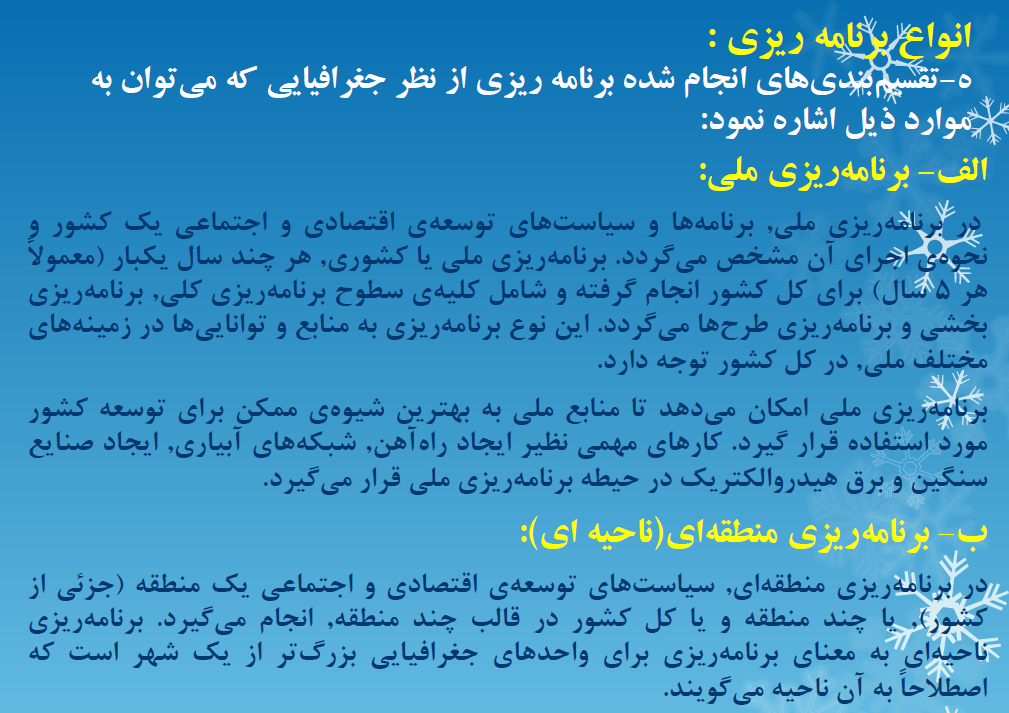 انواع برنامه ریزی :
ه-تقسیم‌بندی‌های انجام شده برنامه ریزی از نظر جغرافیایی که می‌توان به
موارد ذیل اشاره نمود:
الف- برنامه‌ریزی ملی:
در برنامه‌ریزی ملی, برنامه‌ها و سیاست‌های توسعه‌ی اقتصادی و اجتماعی یک کشور و
نحوه‌ی اجرای آن مشخص می‌گردد. برنامه‌ریزی ملی یا کشوری, هر چند سال یکبار (معمولاً
هر ۵ سال) برای کل کشور انجام گرفته و شامل کلیه‌ی سطوح برنامه‌ریزی کلی, برنامه‌ریزی
بخشی و برنامه‌ریزی طرح‌ها می‌گردد. این نوع برنامه‌ریزی به منابع و توانایی‌ها در زمینه‌های
مختلف ملی, در کل کشور توجه دارد.
برنامه‌ریزی ملی امکان می‌دهد تا منابع ملی به بهترین شیوه‌ی ممکن برای توسعه کشور
مورد استفاده قرار گیرد. کارهای مهمی نظیر ایجاد راه‌آهن, شبکه‌های آبیاری, ایجاد صنایع
سنگین و برق هیدروالکتریک در حیطه برنامه‌ریزی ملی قرار می‌گیرد.
ب- برنامه‌ریزی منطقه‌ای(ناحیه ای):
در برنامه‌ریزی منطقه‌ای, سیاست‌های توسعه‌ی اقتصادی و اجتماعی یک منطقه (جزئی از
کشور), یا چند منطقه و یا کل کشور در قالب چند منطقه, انجام می‌گیرد. برنامه‌ریزی
ناحیه‌ای به معنای برنامه‌ریزی برای واحدهای جغرافیایی بزرگ‌تر از یک شهر است که
اصطلاحاً به آن ناحیه می‌گویند.